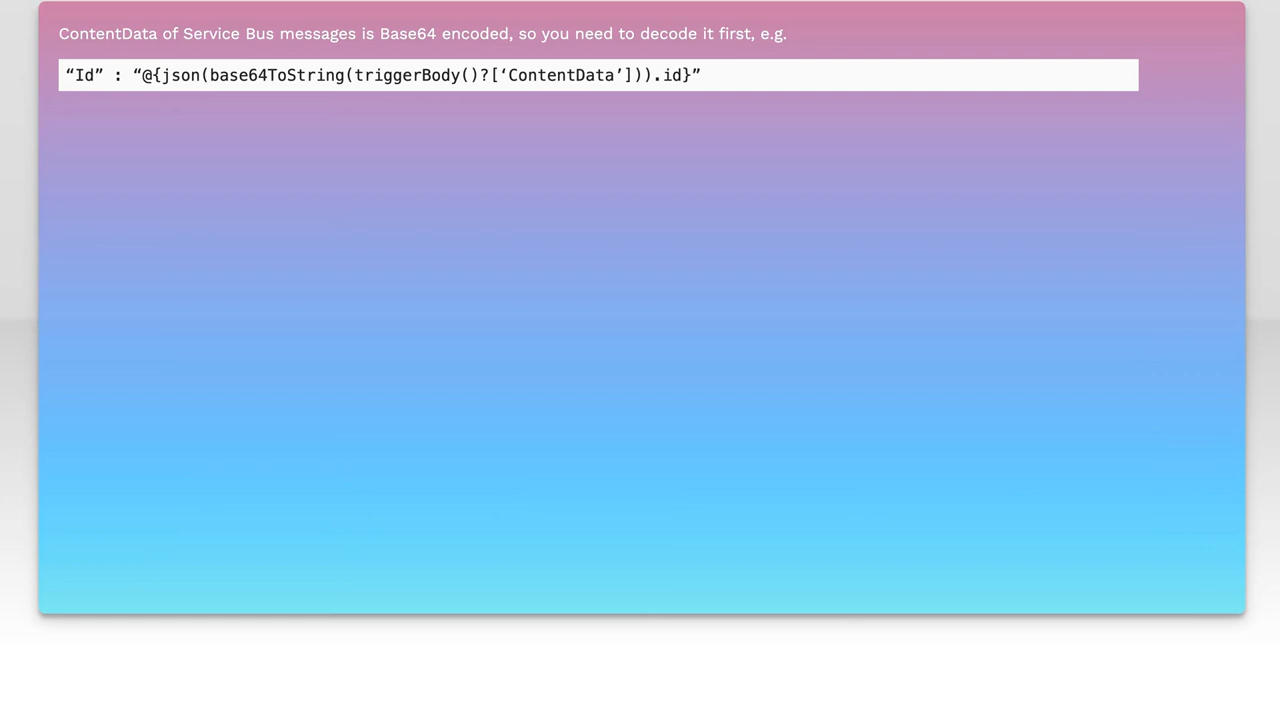 ContentData of Service Bus messages is Base64 encoded, so you need to decode it first, e.g.
“Id” : “@{json(base64ToString(triggerBody()?[‘ContentData’])).id}”